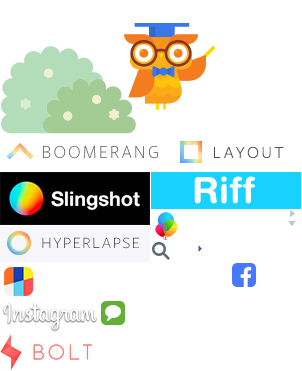 BOOMERANG LAYOUT
Slingshot Riff
HYPERLAPSE
Instagram
BOLT